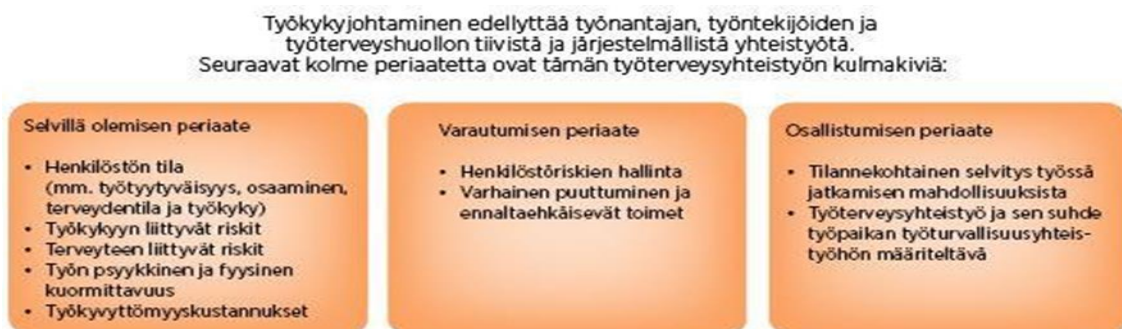 Työkykyjohtaminen edellyttää työnantajan, työntekijöiden ja
työterveyshuollon tiivistä ja järjestelmällistä yhteistyötä.
Seuraavat kolme periaatetta ovat tämän työterveysyhteistyön kulmakiviä:
Selvillä olemisen periaate
• Henkilöstön tila
(mm. työtyytyväisyys, osaaminen,
terveydentila ja työkyky)
• Työkykyyn liittyvät riskit
• Terveyteen liittyvät riskit
• Työn psyykkinen ja fyysinen
kuormittavuus
• Työkyvyttömyyskustannukset
Varautumisen periaate
• Henkilöstöriskien hallinta
• Varhainen puuttuminen ja
ennaltaehkäisevät toimet
Osallistumisen periaate
• Tilannekohtainen selvitys työssä
jatkamisen mahdollisuuksista
• Työterveysyhteistyö ja sen suhde
työpaikan työturvallisuusyhteis-
työhön määriteltävä